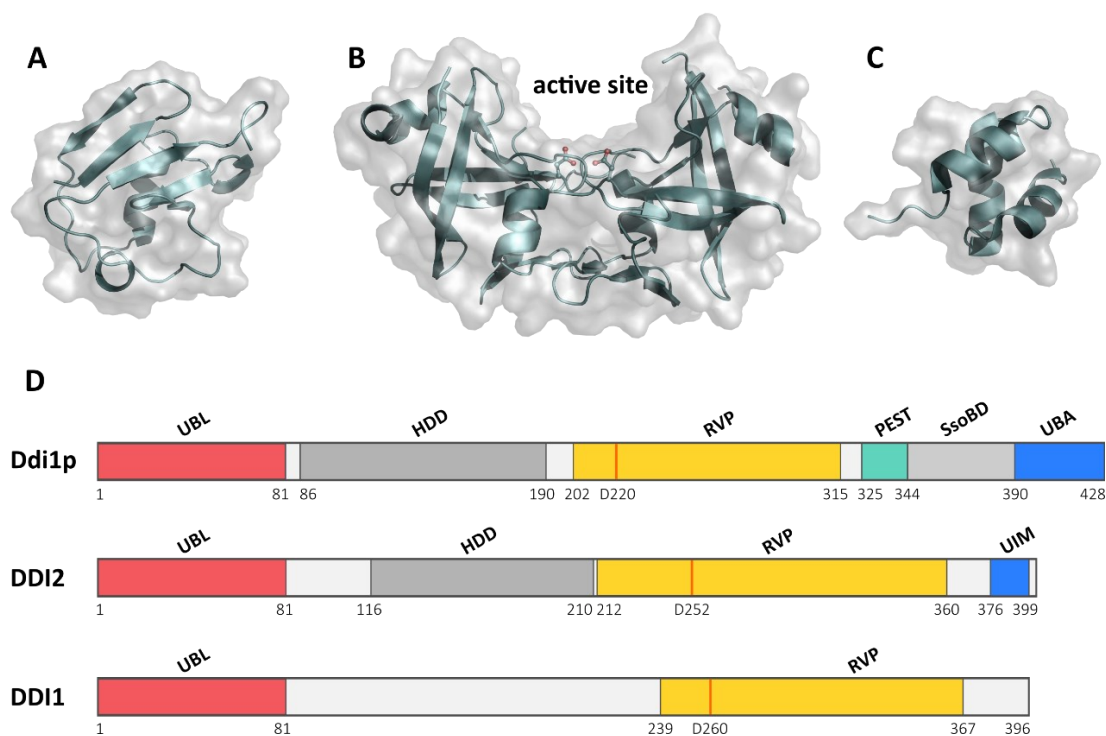 A
B
active site
C
D
UBL HDD RVP PEST SsoBD UBA
Ddi1p
1 81 86 190 202 D220 315 325 344 390 428
UBL HDD RVP UIM
DDI2
1 81 116 210 212 D252 360 376 399
UBL RVP
DDI1
1 81 239 D260 367 396